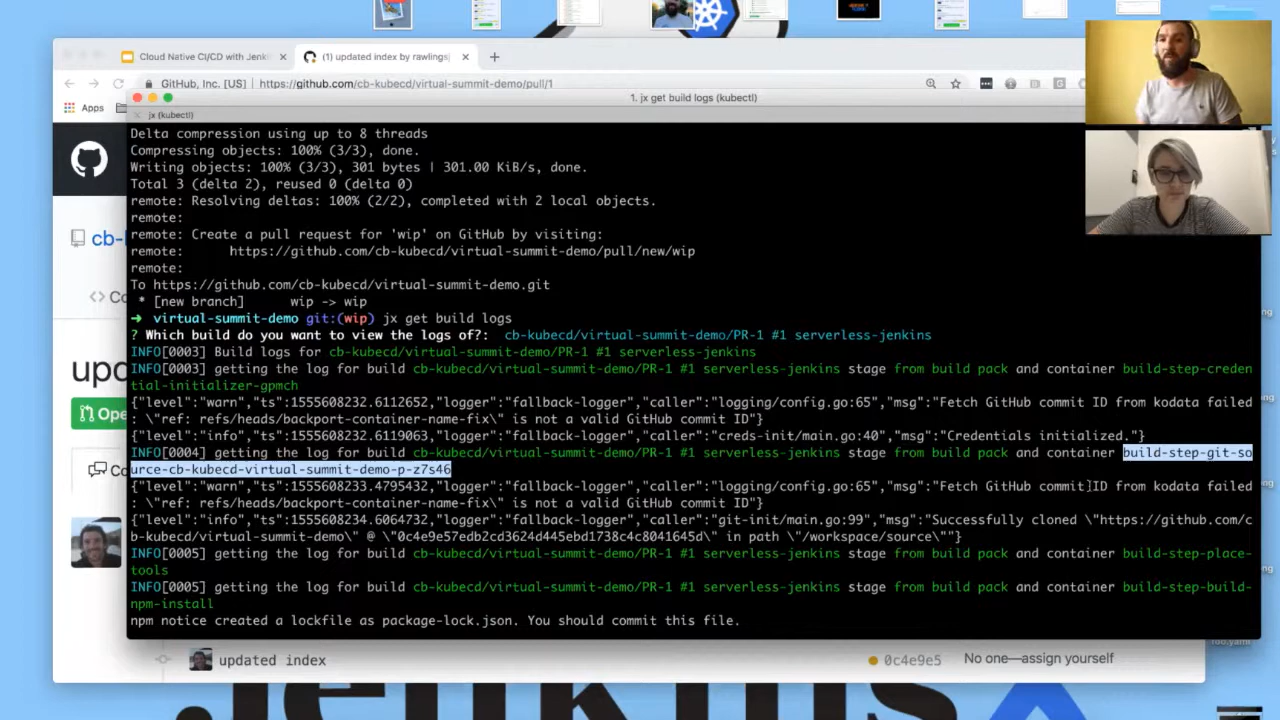 Cloud Native CI/CD with Jenki
(1) updated index by rawlingsj
GitHub, Inc. [US]
https://github.com/cb-kubecd/virtual-summit-demo/pull/1
Apps
1. jx get build logs (kubectl)
jx (kubectl)
Delta compression using up to 8 threads
Compressing objects: 100% (3/3), done.
Writing objects: 100% (3/3), 301 bytes | 301.00 KiB/s, done.
Total 3 (delta 2), reused 0 (delta 0)
remote: Resolving deltas: 100% (2/2), completed with 2 local objects.
remote:
remote: Create a pull request for 'wip' on GitHub by visiting:
remote:      https://github.com/cb-kubecd/virtual-summit-demo/pull/new/wip
remote:
To https://github.com/cb-kubecd/virtual-summit-demo.git
* [new branch]      wip -> wip
➜ virtual-summit-demo git:(wip) jx get build logs
? Which build do you want to view the logs of?: cb-kubecd/virtual-summit-demo/PR-1 #1 serverless-jenkins
INFO[0003] Build logs for cb-kubecd/virtual-summit-demo/PR-1 #1 serverless-jenkins
INFO[0003] getting the log for build cb-kubecd/virtual-summit-demo/PR-1 #1 serverless-jenkins stage from build pack and container build-step-creden
tial-initializer-gpmch
{"level":"warn","ts":1555608232.6112652,"logger":"fallback-logger","caller":"logging/config.go:65","msg":"Fetch GitHub commit ID from kodata failed
: \"ref: refs/heads/backport-container-name-fix\" is not a valid GitHub commit ID"}
{"level":"info","ts":1555608232.6119063,"logger":"fallback-logger","caller":"creds-init/main.go:40","msg":"Credentials initialized."}
INFO[0004] getting the log for build cb-kubecd/virtual-summit-demo/PR-1 #1 serverless-jenkins stage from build pack and container build-step-git-so
urce-cb-kubecd-virtual-summit-demo-p-z7s46
{"level":"warn","ts":1555608233.4795432,"logger":"fallback-logger","caller":"logging/config.go:65","msg":"Fetch GitHub commit ID from kodata failed
: \"ref: refs/heads/backport-container-name-fix\" is not a valid GitHub commit ID"}
{"level":"info","ts":1555608234.6064732,"logger":"fallback-logger","caller":"git-init/main.go:99","msg":"Successfully cloned \"https://github.com/c
b-kubecd/virtual-summit-demo\" @ \"0c4e9e57edb2cd3624d445ebd1738c4c8041645d\" in path \"/workspace/source\""}
INFO[0005] getting the log for build cb-kubecd/virtual-summit-demo/PR-1 #1 serverless-jenkins stage from build pack and container build-step-place-
tools
INFO[0005] getting the log for build cb-kubecd/virtual-summit-demo/PR-1 #1 serverless-jenkins stage from build pack and container build-step-build-
npm-install
npm notice created a lockfile as package-lock.json. You should commit this file.
cb-
Co
upd
Ope
Co
updated index
0c4e9e5
No one—assign yourself
Jenkins